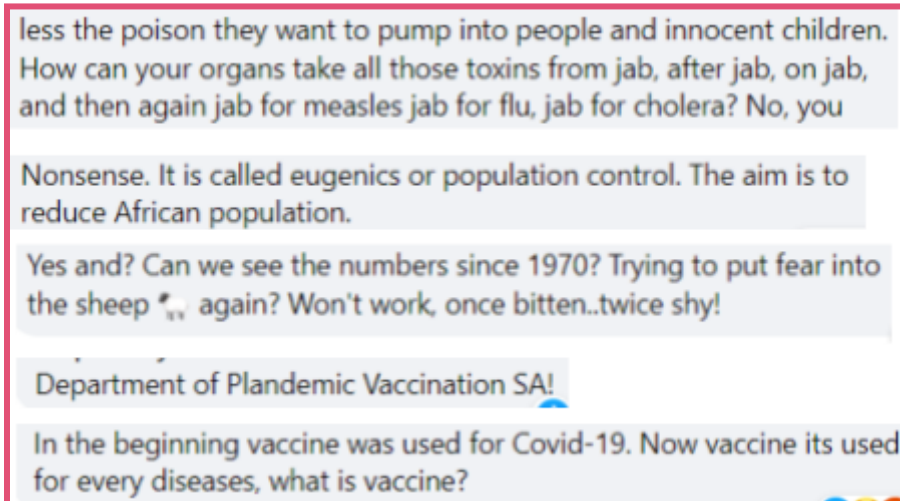 less the poison they want to pump into people and innocent children.
How can your organs take all those toxins from jab, after jab, on jab,
and then again jab for measles jab for flu, jab for cholera? No, you
Nonsense. It is called eugenics or population control. The aim is to
reduce African population.
Yes and? Can we see the numbers since 1970? Trying to put fear into
the sheep 🐑 again? Won't work, once bitten..twice shy!
Department of Plandemic Vaccination SA!
In the beginning vaccine was used for Covid-19. Now vaccine its used
for every diseases, what is vaccine?